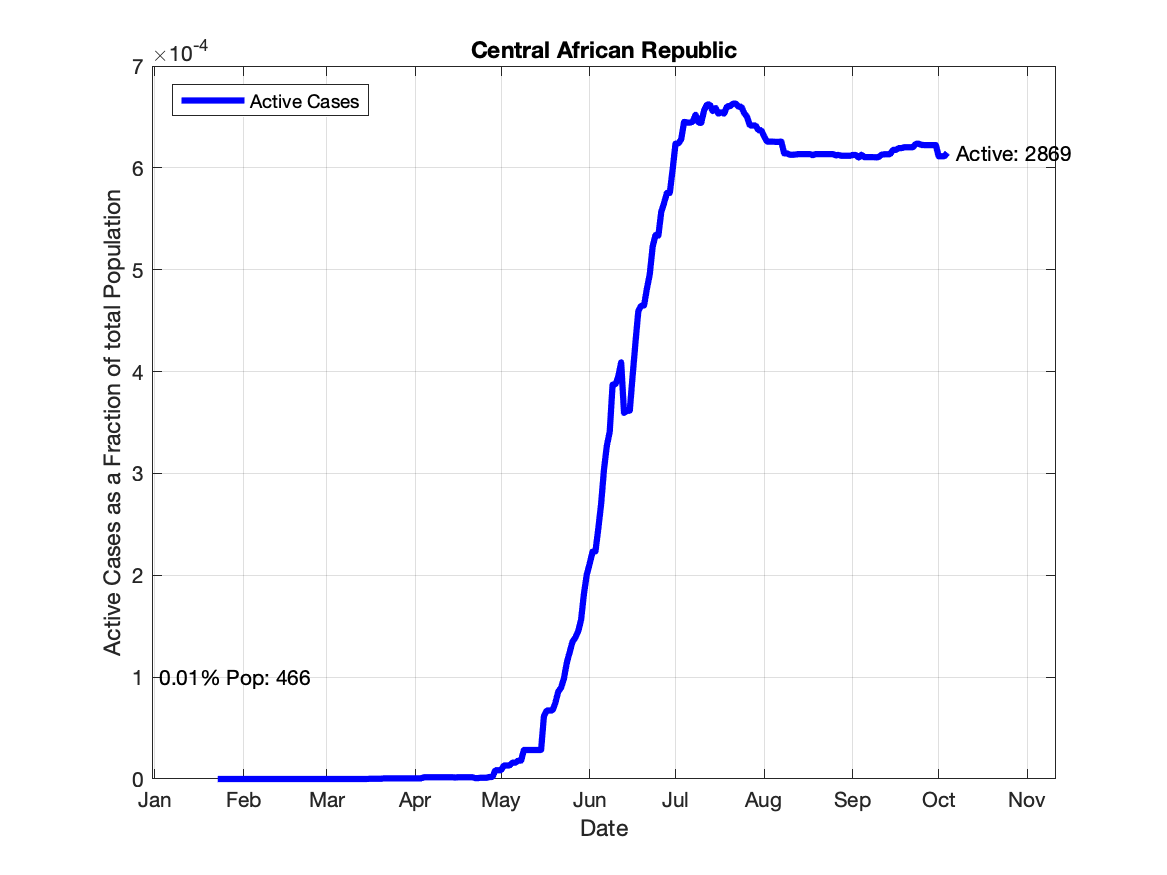 Central African Republic
×10-4
Active Cases
7
6
5
4
3
2
1
0
Active: 2869
0.01% Pop: 466
Active Cases as a Fraction of total Population
Jan Feb Mar Apr May Jun Jul Aug Sep Oct Nov
Date